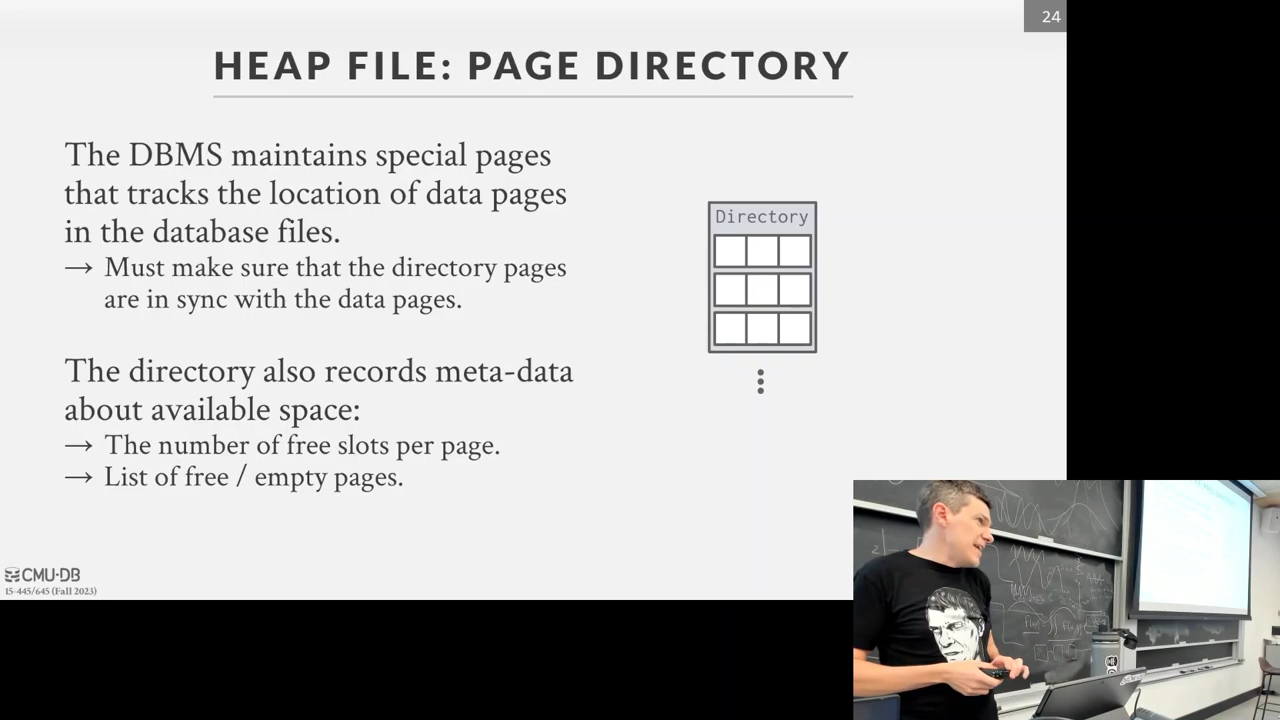 24
HEAP FILE: PAGE DIRECTORY
The DBMS maintains special pages
that tracks the location of data pages
in the database files.
→ Must make sure that the directory pages
are in sync with the data pages.
The directory also records meta-data
about available space:
→ The number of free slots per page.
→ List of free / empty pages.
Directory
CMU·DB
15-445/645 (Fall 2023)